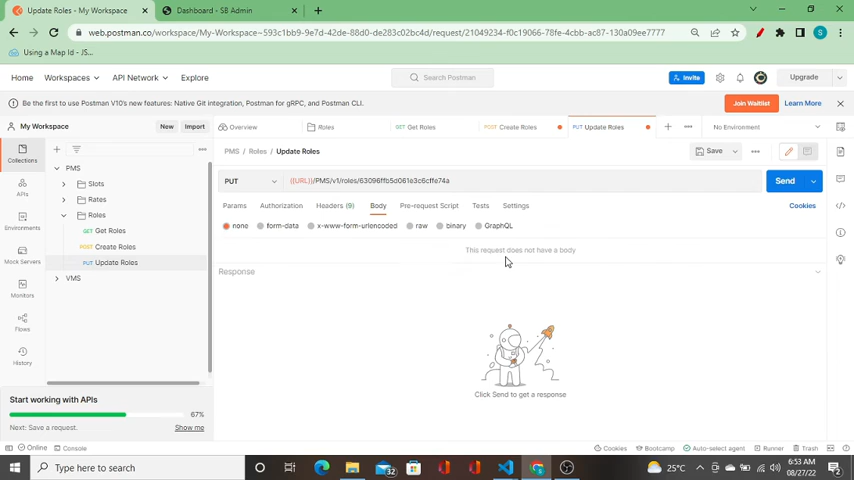 Update Roles - My Workspace
Dashboard - SB Admin
web.postman.co/workspace/My-Workspace~593c1bb9-9e7d-42de-88d0-de283c02bc4d/request/21049234-f0c19066-78fe-4cbb-ac87-130a09ee7777
Using a Map Id - JS...
Home Workspaces API Network Explore Search Postman Invite Upgrade
Be the first to use Postman V10's new features: Native Git integration, Postman for gRPC, and Postman CLI. Join Waitlist Learn More
My Workspace New Import Overview Roles Get Roles Create Roles Update Roles No Environment
Collections
APIs
Environments
Mock Servers
Monitors
Flows
History
PMS
Slots
Rates
Roles
GET Get Roles
POST Create Roles
PUT Update Roles
VMS
PMS / Roles / Update Roles Save
PUT {{URL}}/PMS/v1/roles/63096ffb5d061e3c6cffe74a Send
Params Authorization Headers (9) Body Pre-request Script Tests Settings Cookies
none form-data x-www-form-urlencoded raw binary GraphQL
This request does not have a body
Response
Click Send to get a response
Start working with APIs
67%
Next: Save a request. Show me
Online Console Cookies Bootcamp Auto-select agent Runner Trash
Type here to search
32
25°C
6:53 AM
08/27/22
2